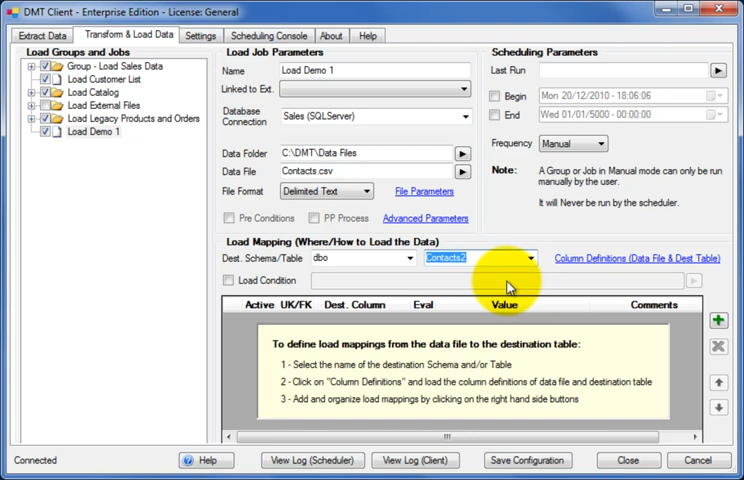 DMT Client - Enterprise Edition - License: General
Extract Data Transform & Load Data Settings Scheduling Console About Help
Load Groups and Jobs
Group - Load Sales Data
Load Customer List
Load Catalog
Load External Files
Load Legacy Products and Orders
Load Demo 1
Load Job Parameters
Name Load Demo 1
Linked to Ext.
Database Connection Sales (SQLServer)
Data Folder C:\DMT\Data Files
Data File Contacts.csv
File Format Delimited Text File Parameters
Pre Conditions PP Process Advanced Parameters
Scheduling Parameters
Last Run
Begin Mon 20/12/2010 - 18:06:06
End Wed 01/01/5000 - 00:00:00
Frequency Manual
Note: A Group or Job in Manual mode can only be run
manually by the user.
It will Never be run by the scheduler.
Load Mapping (Where/How to Load the Data)
Dest. Schema/Table dbo Contacts2 Column Definitions (Data File & Dest Table)
Load Condition
Active UK/FK Dest. Column Eval Value Comments
To define load mappings from the data file to the destination table:
1 - Select the name of the destination Schema and/or Table
2 - Click on "Column Definitions" and load the column definitions of data file and destination table
3 - Add and organize load mappings by clicking on the right hand side buttons
Connected Help View Log (Scheduler) View Log (Client) Save Configuration Close Cancel